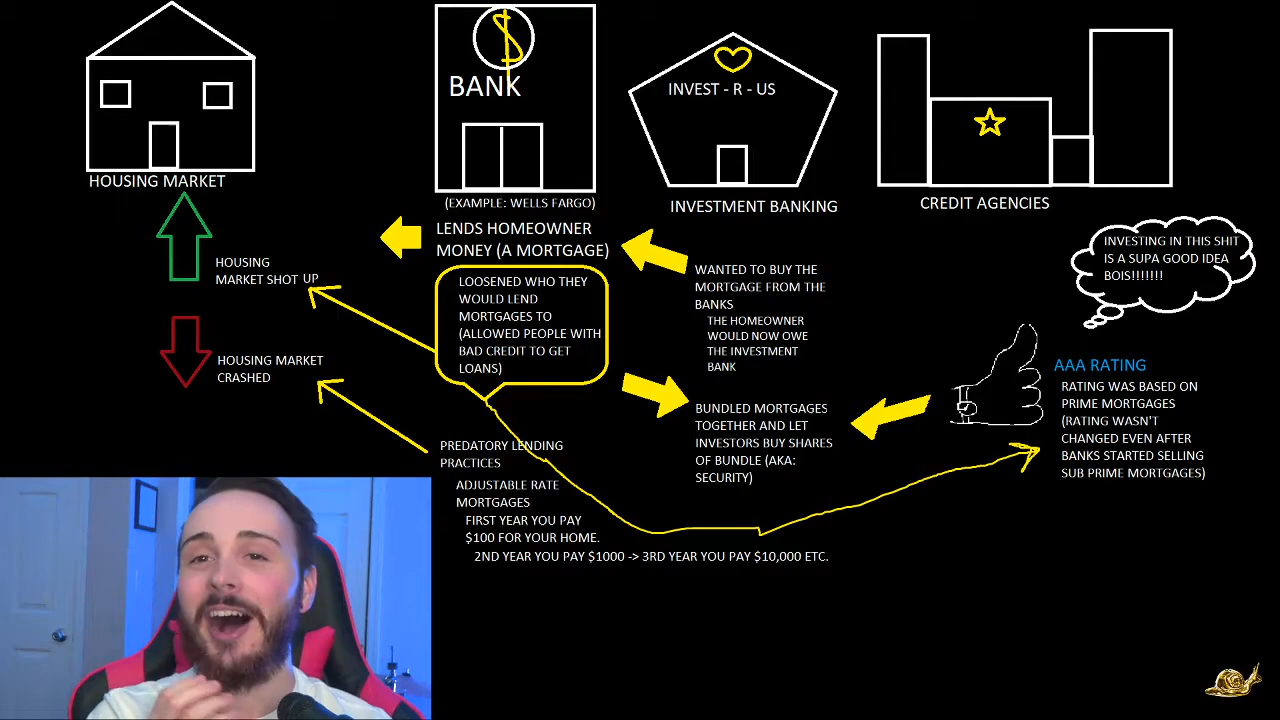 HOUSING MARKET
HOUSING
MARKET SHOT UP
HOUSING MARKET
CRASHED
$
BANK
(EXAMPLE: WELLS FARGO)
LENDS HOMEOWNER
MONEY (A MORTGAGE)
LOOSENED WHO THEY
WOULD LEND
MORTGAGES TO
(ALLOWED PEOPLE WITH
BAD CREDIT TO GET
LOANS)
PREDATORY LENDING
PRACTICES
ADJUSTABLE RATE
MORTGAGES
FIRST YEAR YOU PAY
$100 FOR YOUR HOME.
2ND YEAR YOU PAY $1000 -> 3RD YEAR YOU PAY $10,000 ETC.
INVEST - R - US
INVESTMENT BANKING
WANTED TO BUY THE
MORTGAGE FROM THE
BANKS
THE HOMEOWNER
WOULD NOW OWE
THE INVESTMENT
BANK
BUNDLED MORTGAGES
TOGETHER AND LET
INVESTORS BUY SHARES
OF BUNDLE (AKA:
SECURITY)
CREDIT AGENCIES
INVESTING IN THIS SHIT
IS A SUPA GOOD IDEA
BOIS!!!!!!!
AAA RATING
RATING WAS BASED ON
PRIME MORTGAGES
(RATING WASN'T
CHANGED EVEN AFTER
BANKS STARTED SELLING
SUB PRIME MORTGAGES)